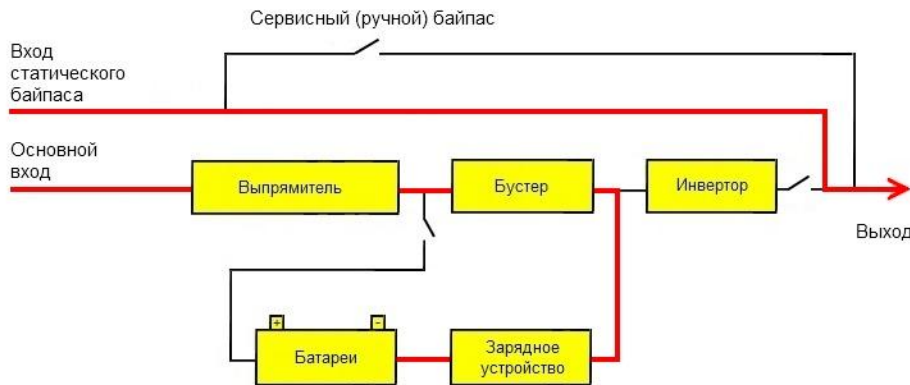 Сервисный (ручной) байпас
Вход
статического
байпаса
Основной
вход
Выпрямитель
Бустер
Инвертор
Выход
+
-
Батареи
Зарядное
устройство